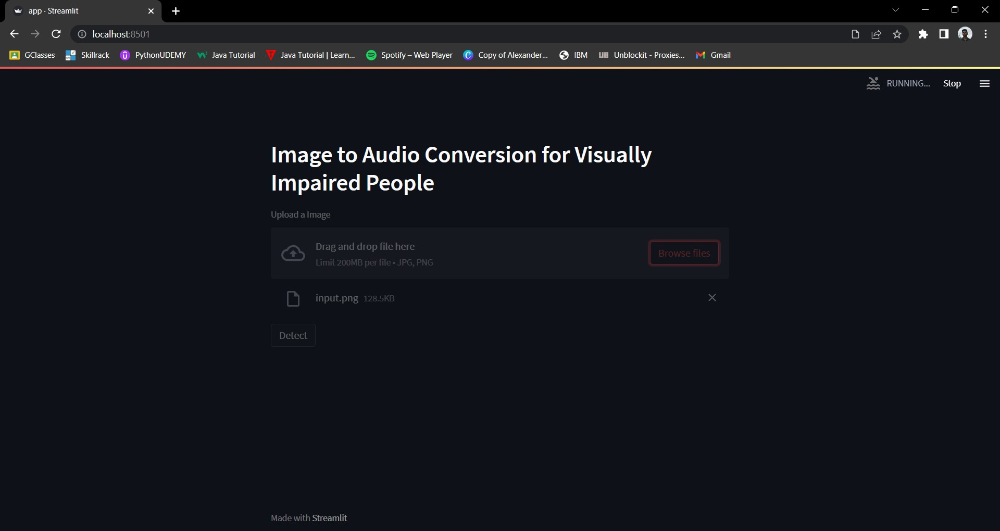 app · Streamlit
localhost:8501
GClasses
Skillrack
PythonUDEMY
Java Tutorial
Java Tutorial | Learn...
Spotify – Web Player
Copy of Alexander...
IBM
UB
Unblockit - Proxies...
Gmail
RUNNING...
Stop
Image to Audio Conversion for Visually
Impaired People
Upload a Image
Drag and drop file here
Limit 200MB per file • JPG, PNG
Browse files
input.png 128.5KB
Detect
Made with Streamlit